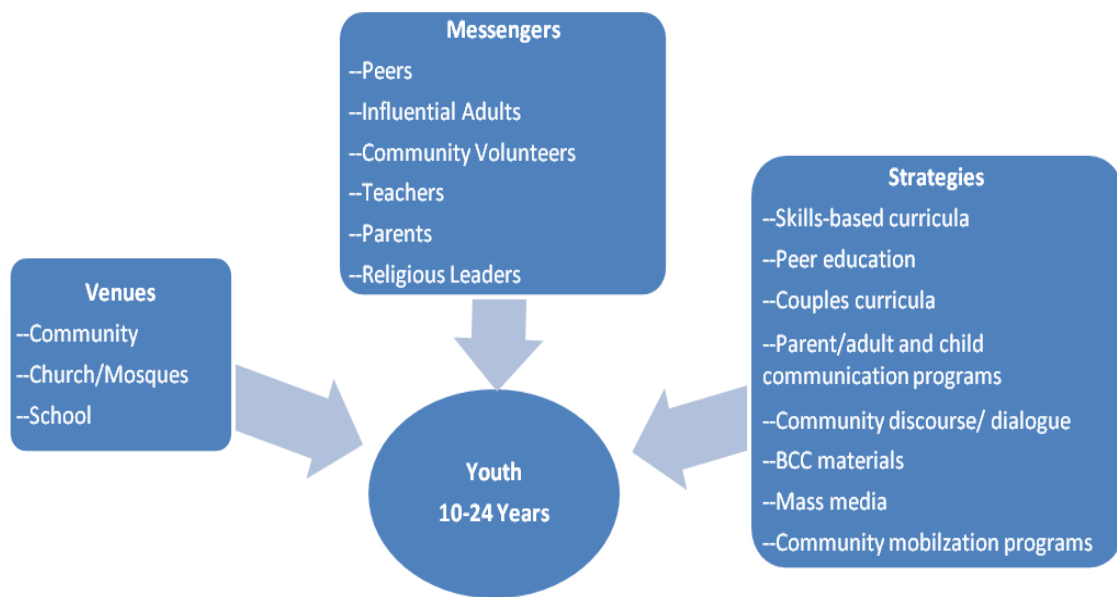 Messengers
--Peers
--Influential Adults
--Community Volunteers
--Teachers
--Parents
--Religious Leaders
Venues
--Community
--Church/Mosques
--School
Strategies
--Skills-based curricula
--Peer education
--Couples curricula
--Parent/adult and child
communication programs
--Community discourse/ dialogue
--BCC materials
--Mass media
--Community mobilzation programs
Youth
10-24 Years